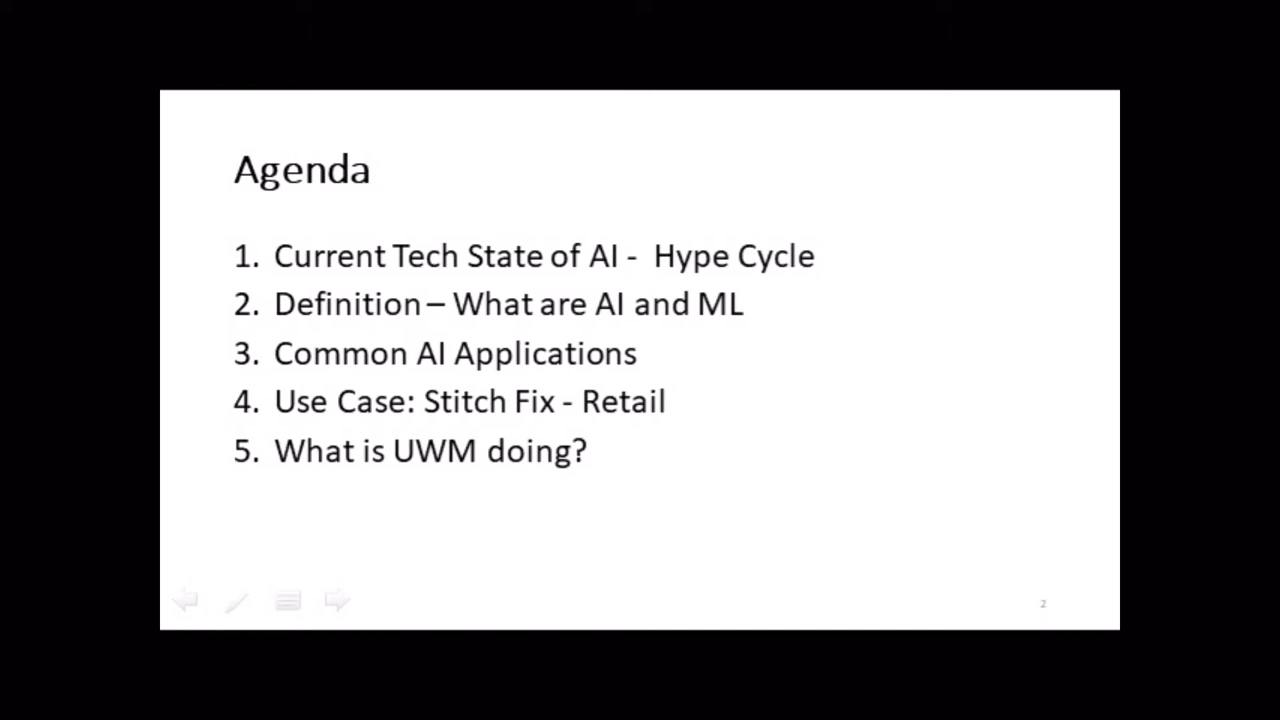 Agenda
1. Current Tech State of AI -  Hype Cycle
2. Definition – What are AI and ML
3. Common AI Applications
4. Use Case: Stitch Fix - Retail
5. What is UWM doing?
2